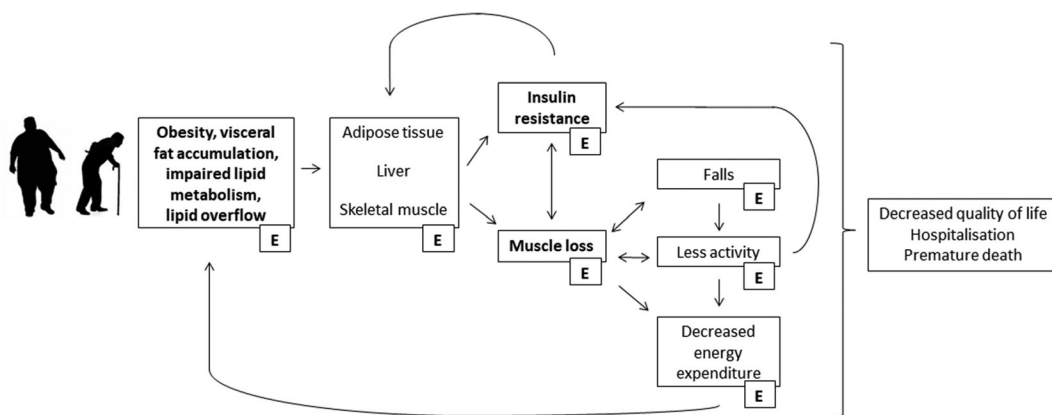 Obesity, visceral
fat accumulation,
impaired lipid
metabolism,
lipid overflow
E
Adipose tissue
Liver
Skeletal muscle
E
Insulin
resistance
E
Muscle loss
E
Falls
E
Less activity
E
Decreased
energy
expenditure
E
Decreased quality of life
Hospitalisation
Premature death